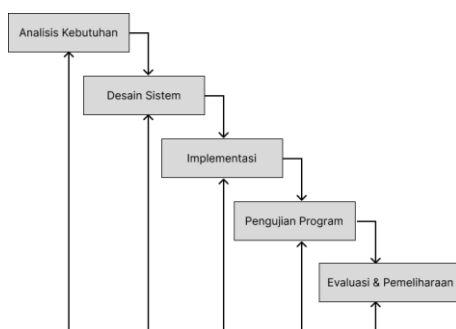 Analisis Kebutuhan
Desain Sistem
Implementasi
Pengujian Program
Evaluasi & Pemeliharaan